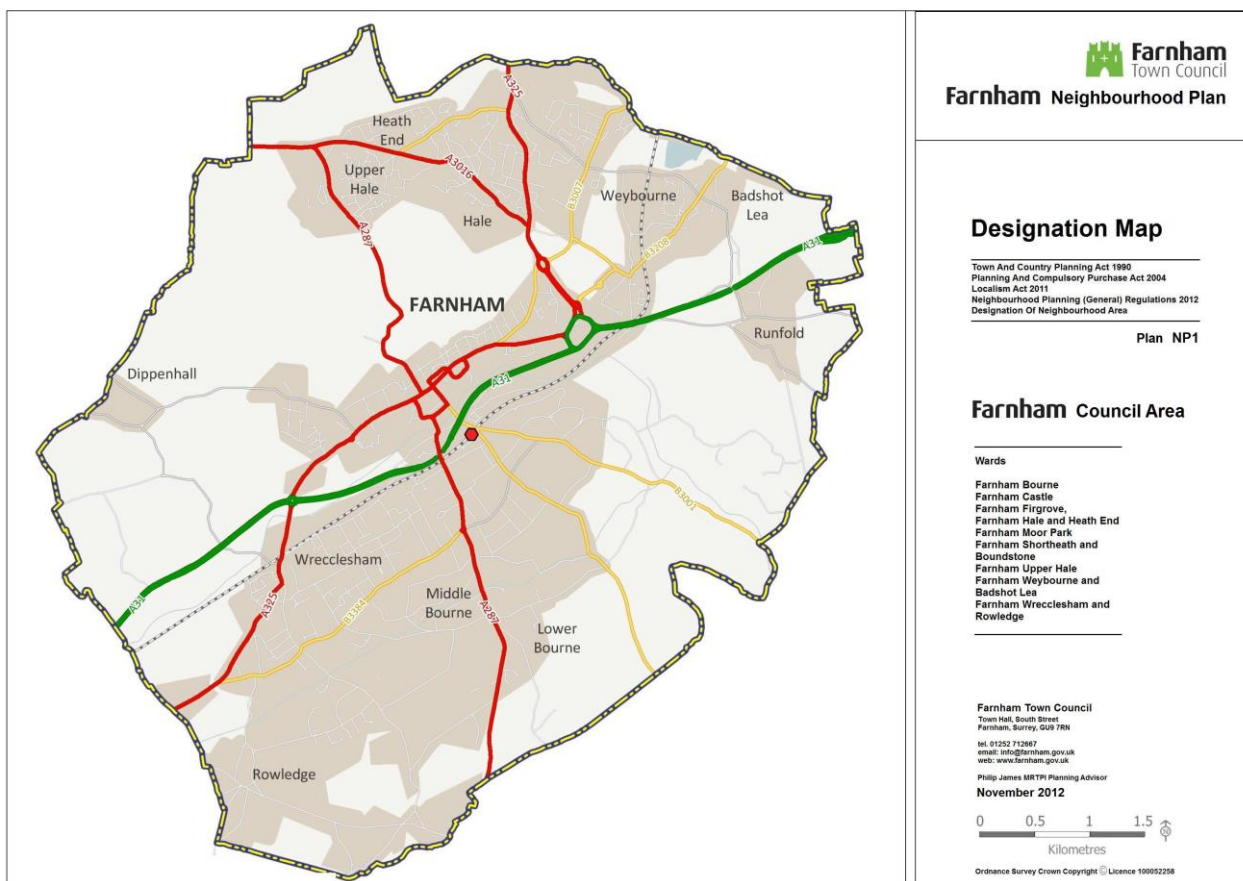 A325
Heath
End
Upper
Hale
A3016
Weybourne
Badshot
Lea
B3007
Hale
A287
B3208
A31
FARNHAM
Runfold
Dippenhall
A31
B3001
Wrecclesham
A31
A325
B3384
Middle
Bourne
A287
Lower
Bourne
Rowledge
Farnham
Town Council
Farnham Neighbourhood Plan
Designation Map
Town And Country Planning Act 1990
Planning And Compulsory Purchase Act 2004
Localism Act 2011
Neighbourhood Planning (General) Regulations 2012
Designation Of Neighbourhood Area
Plan NP1
Farnham Council Area
Wards
Farnham Bourne
Farnham Castle
Farnham Firgrove,
Farnham Hale and Heath End
Farnham Moor Park
Farnham Shortheath and
Boundstone
Farnham Upper Hale
Farnham Weybourne and
Badshot Lea
Farnham Wrecclesham and
Rowledge
Farnham Town Council
Town Hall, South Street
Farnham, Surrey, GU9 7RN
tel. 01252 712667
email: info@farnham.gov.uk
web: www.farnham.gov.uk
Philip James MRTPI Planning Advisor
November 2012
0 0.5 1 1.5
Kilometres
Ordnance Survey Crown Copyright © Licence 100052258